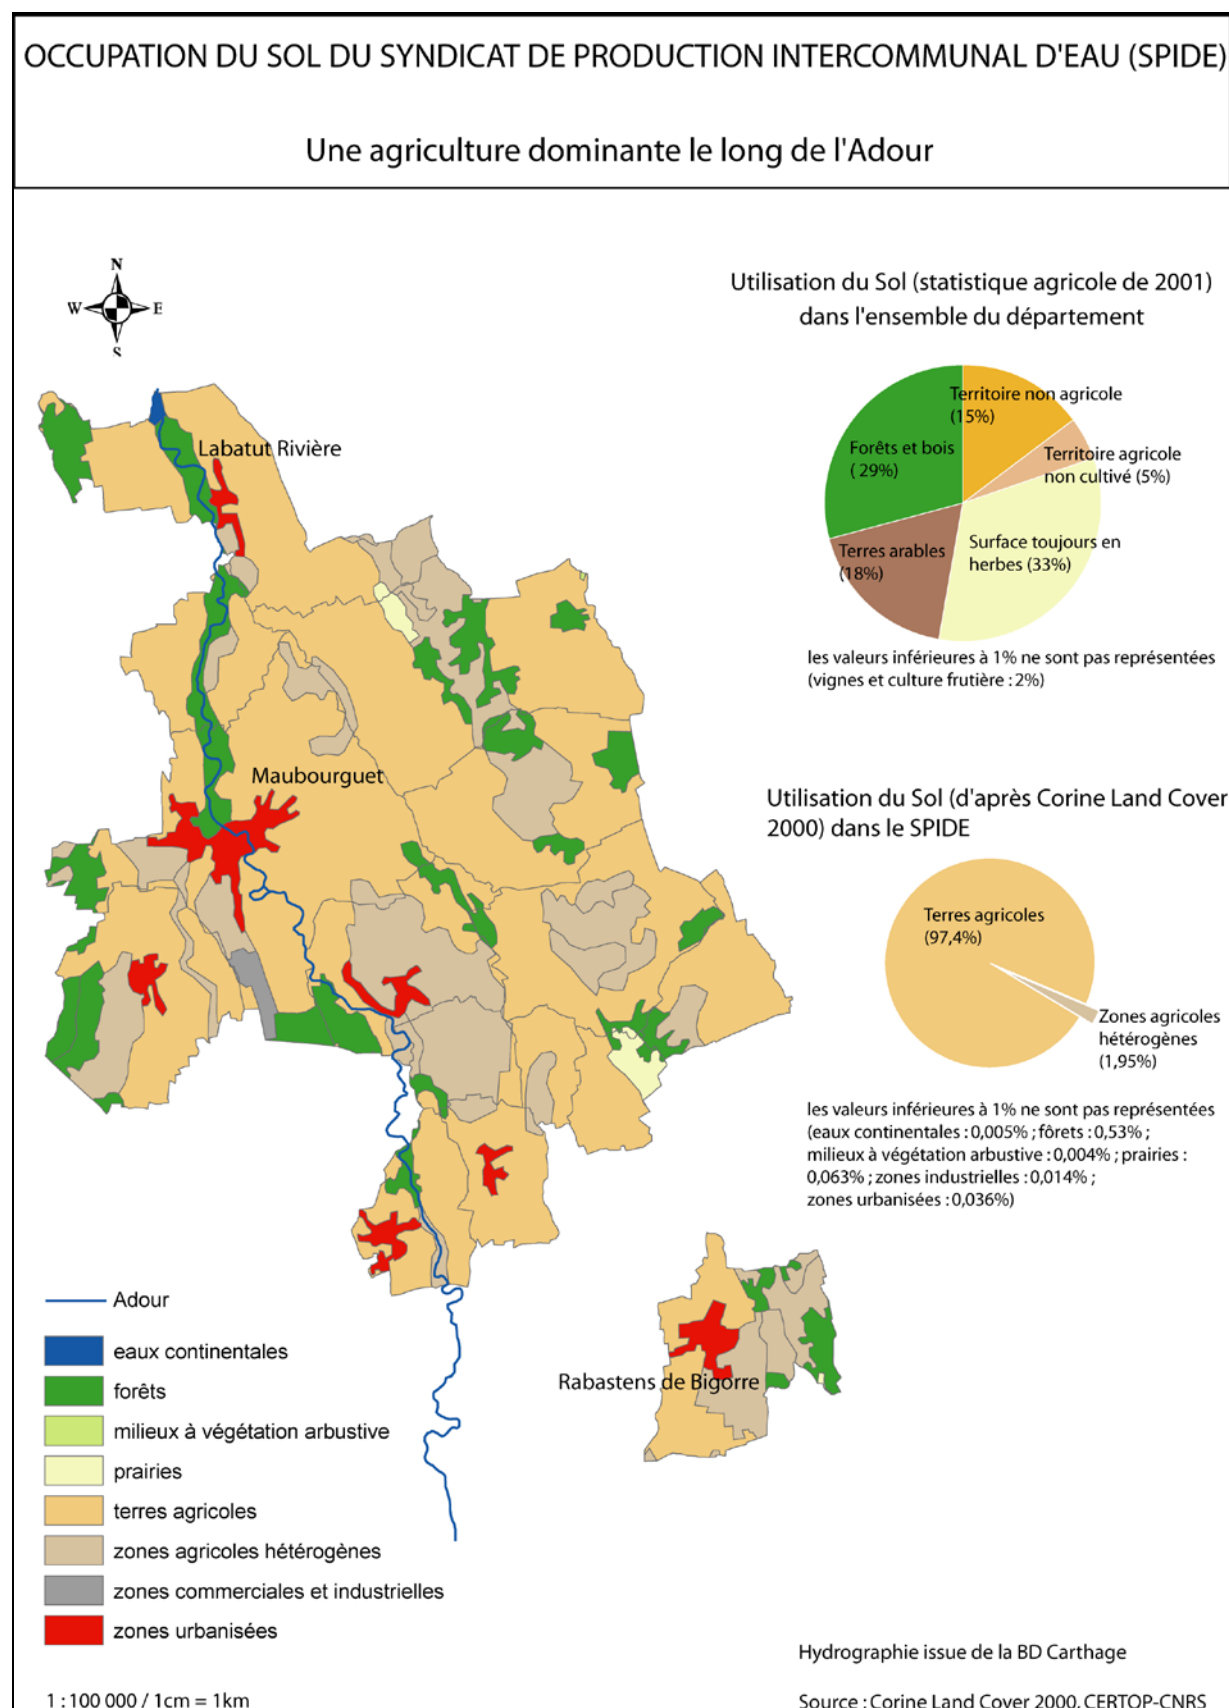 OCCUPATION DU SOL DU SYNDICAT DE PRODUCTION INTERCOMMUNAL D'EAU (SPIDE)
Une agriculture dominante le long de l'Adour
N
W
E
S
Utilisation du Sol (statistique agricole de 2001)
dans l'ensemble du département
Territoire non agricole
(15%)
Forêts et bois
( 29%)
Territoire agricole
non cultivé (5%)
Surface toujours en
herbes (33%)
Terres arables
(18%)
les valeurs inférieures à 1% ne sont pas représentées
(vignes et culture frutière : 2%)
Labatut Rivière
Maubourguet
Utilisation du Sol (d'après Corine Land Cover
2000) dans le SPIDE
Terres agricoles
(97,4%)
Zones agricoles
hétérogènes
(1,95%)
les valeurs inférieures à 1% ne sont pas représentées
(eaux continentales : 0,005% ; fôrets : 0,53% ;
milieux à végétation arbustive : 0,004% ; prairies :
0,063% ; zones industrielles : 0,014% ;
zones urbanisées : 0,036%)
Rabastens de Bigorre
Adour
eaux continentales
forêts
milieux à végétation arbustive
prairies
terres agricoles
zones agricoles hétérogènes
zones commerciales et industrielles
zones urbanisées
Hydrographie issue de la BD Carthage
1 : 100 000 / 1cm = 1km
Source : Corine Land Cover 2000, CERTOP-CNRS